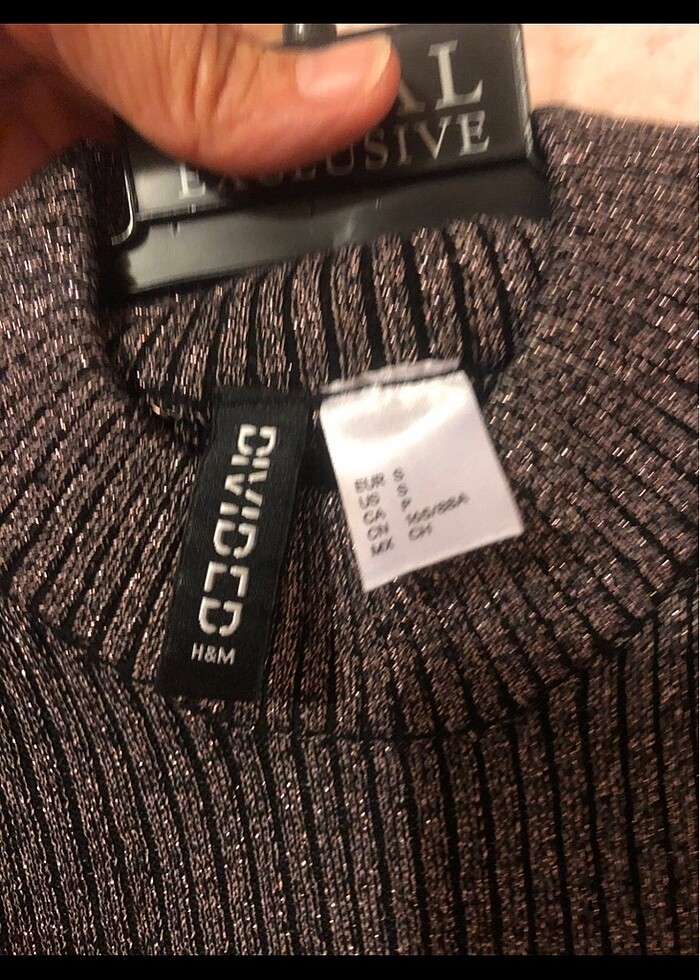 AL
EXCLUSIVE
DIVIDED
H&M
EUR S
US S
CA P
CN 165/88A
MX CH